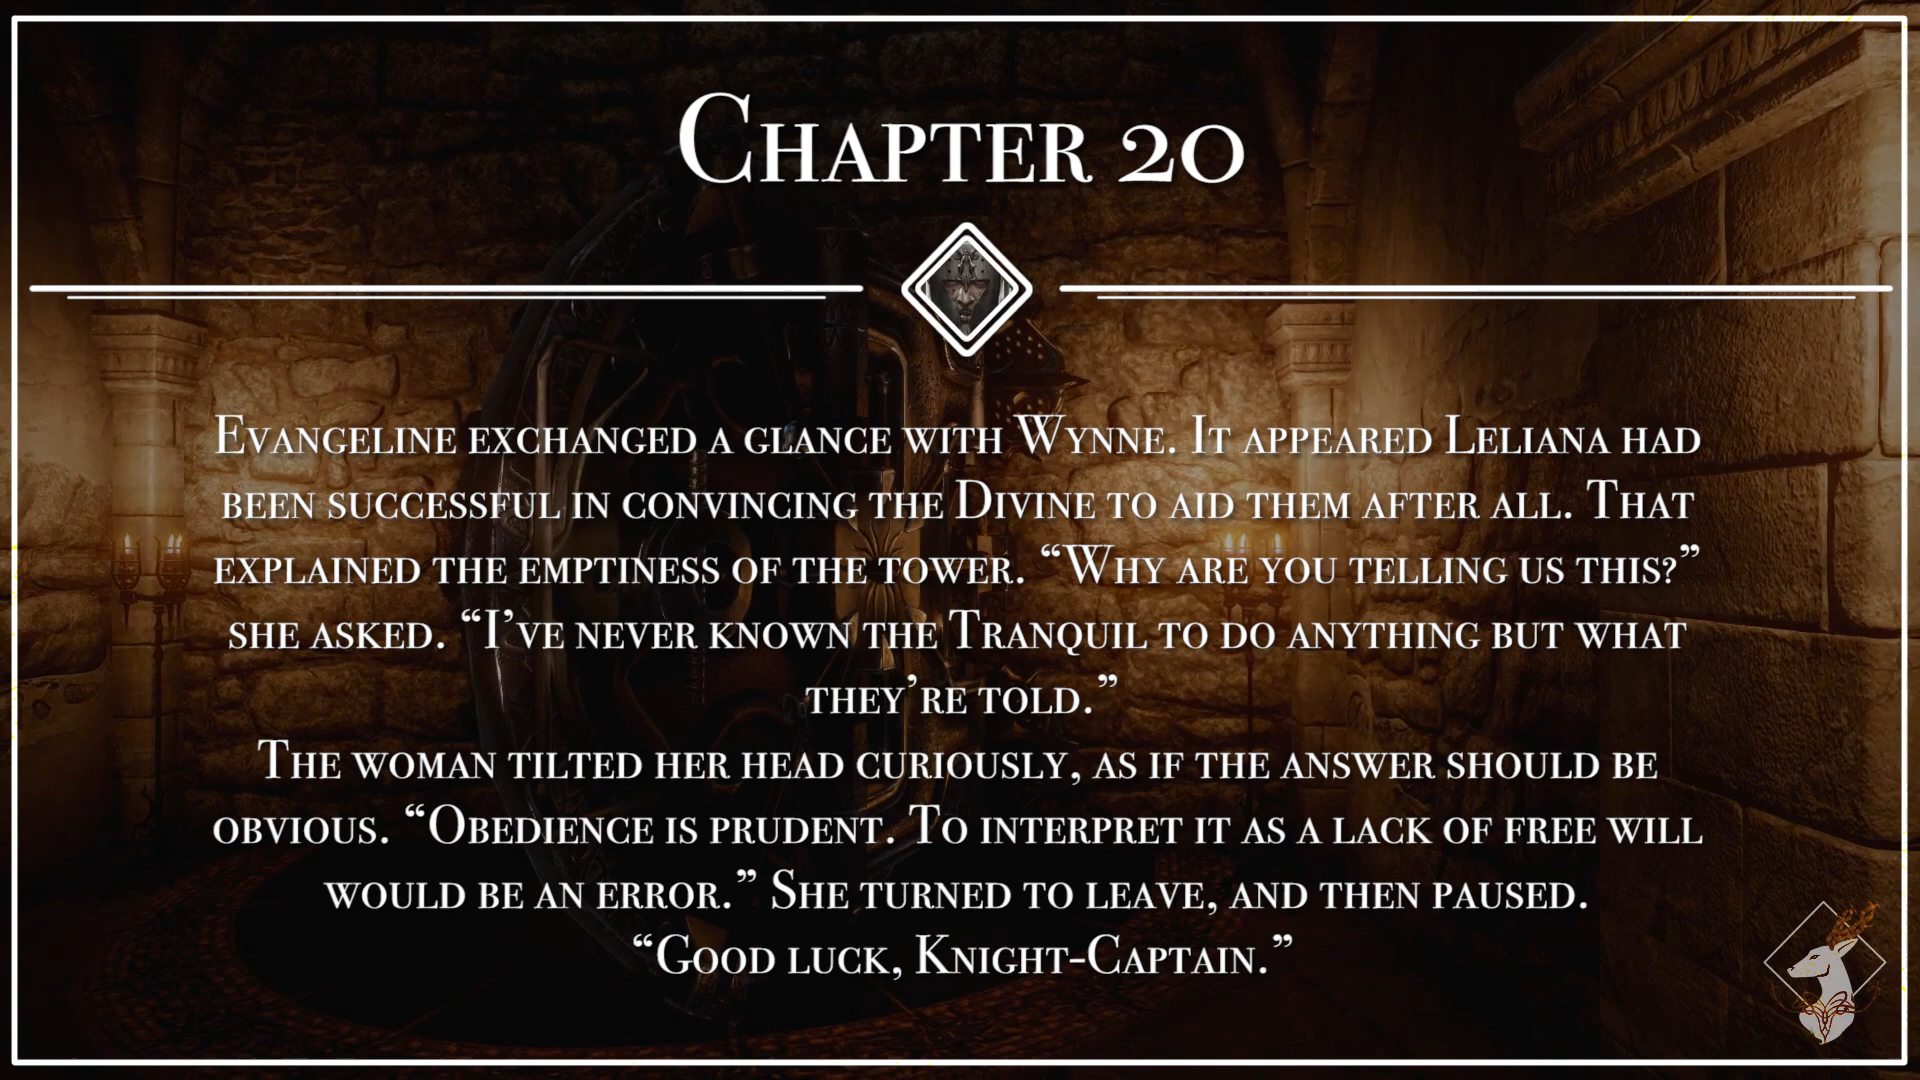 Chapter 20
Evangeline exchanged a glance with Wynne. It appeared Leliana had
been successful in convincing the Divine to aid them after all. That
explained the emptiness of the tower. “Why are you telling us this?”
she asked. “I’ve never known the Tranquil to do anything but what
they’re told.”
The woman tilted her head curiously, as if the answer should be
obvious. “Obedience is prudent. To interpret it as a lack of free will
would be an error.” She turned to leave, and then paused.
“Good luck, Knight-Captain.”